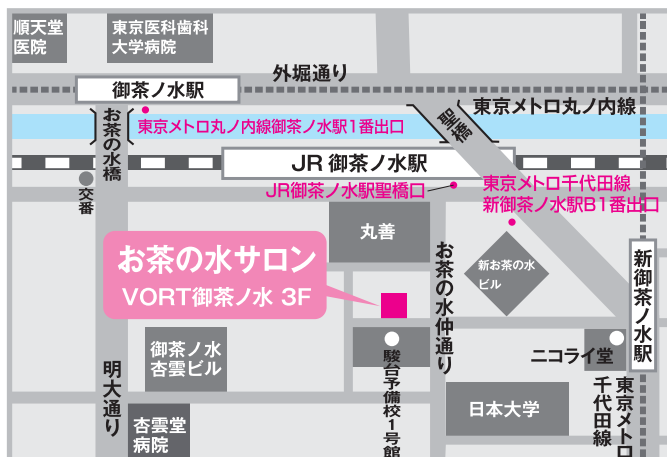 順天堂
医院
東京医科歯科
大学病院
外堀通り
御茶ノ水駅
東京メトロ丸ノ内線
聖橋
お茶の水橋
東京メトロ丸ノ内線御茶ノ水駅1番出口
JR 御茶ノ水駅
JR御茶ノ水駅聖橋口
東京メトロ千代田線
新御茶ノ水駅B1番出口
交番
丸善
お茶の水サロン
VORT御茶ノ水 3F
お茶の水仲通り
新お茶の水
ビル
新御茶ノ水駅
御茶ノ水
杏雲ビル
明大通り
駿台予備校1号館
ニコライ堂
東京メトロ
千代田線
日本大学
杏雲堂
病院